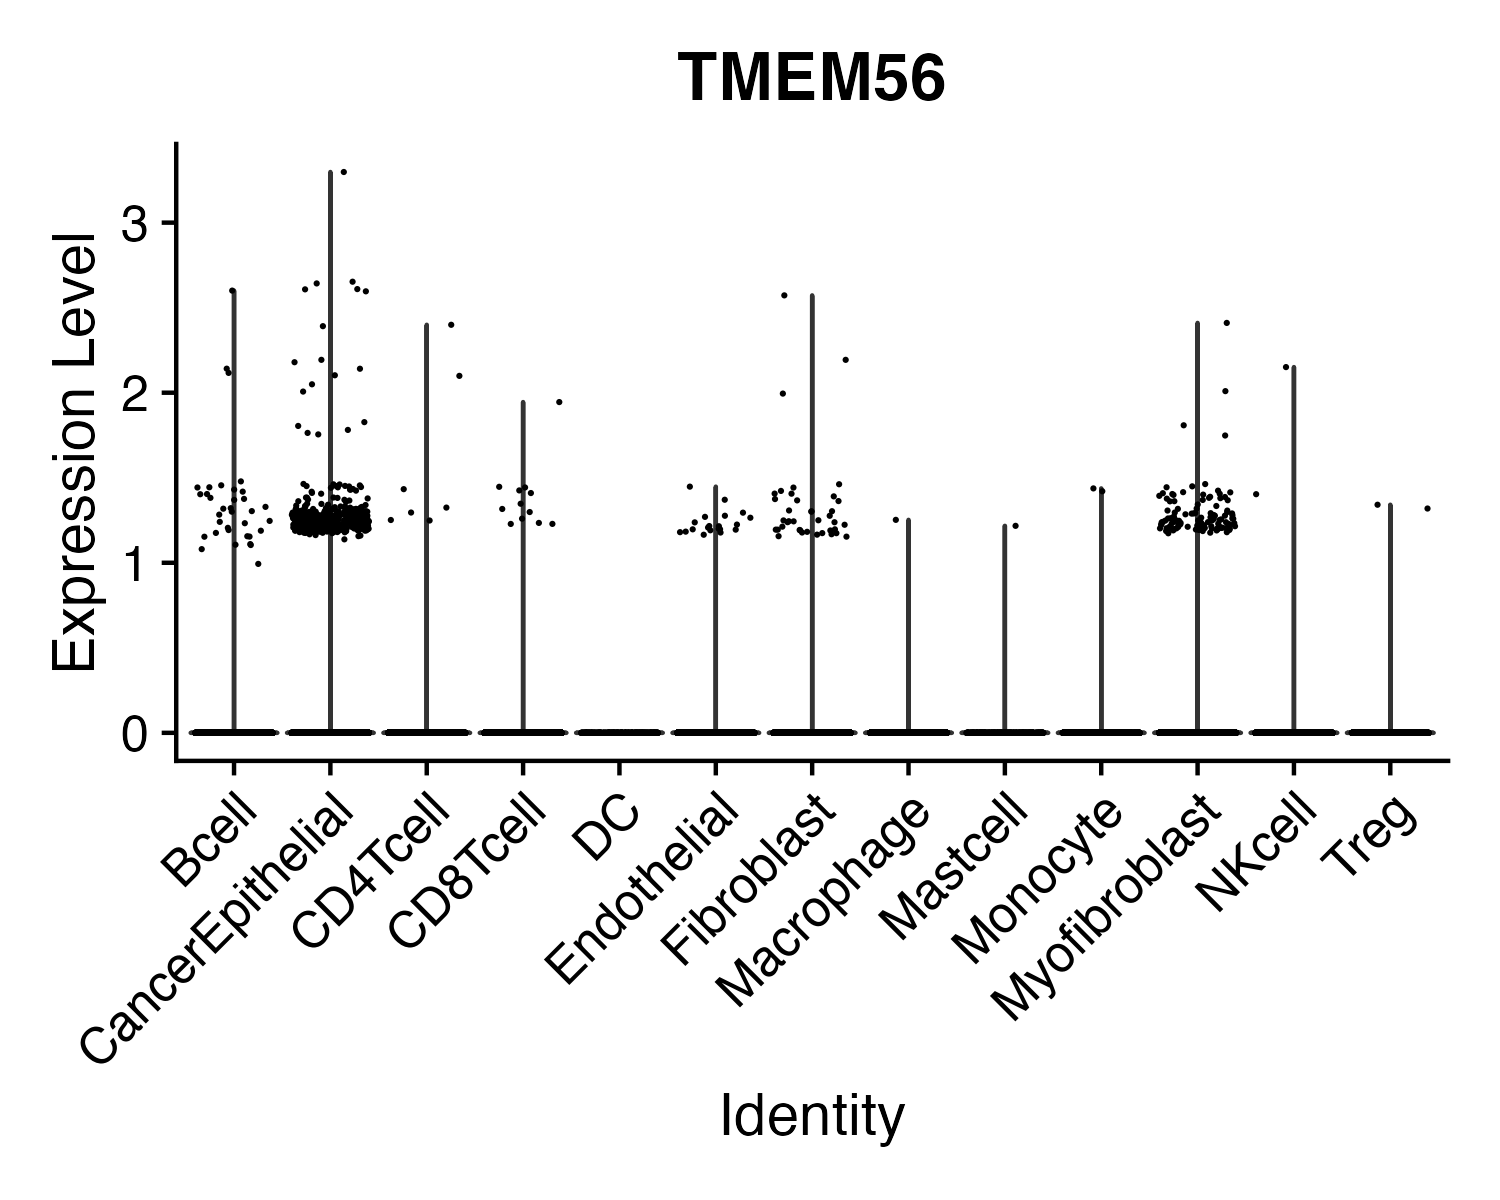 TMEM56
Expression Level
3
2
1
0
Bcell
CancerEpithelial
CD4Tcell
CD8Tcell
DC
Endothelial
Fibroblast
Macrophage
Mastcell
Monocyte
Myofibroblast
NKcell
Treg
Identity